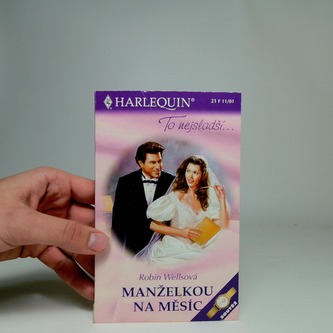 HARLEQUIN®
21 F 11/01
To nejsladší...
Robin Wellsová
MANŽELKOU
NA MĚSÍC